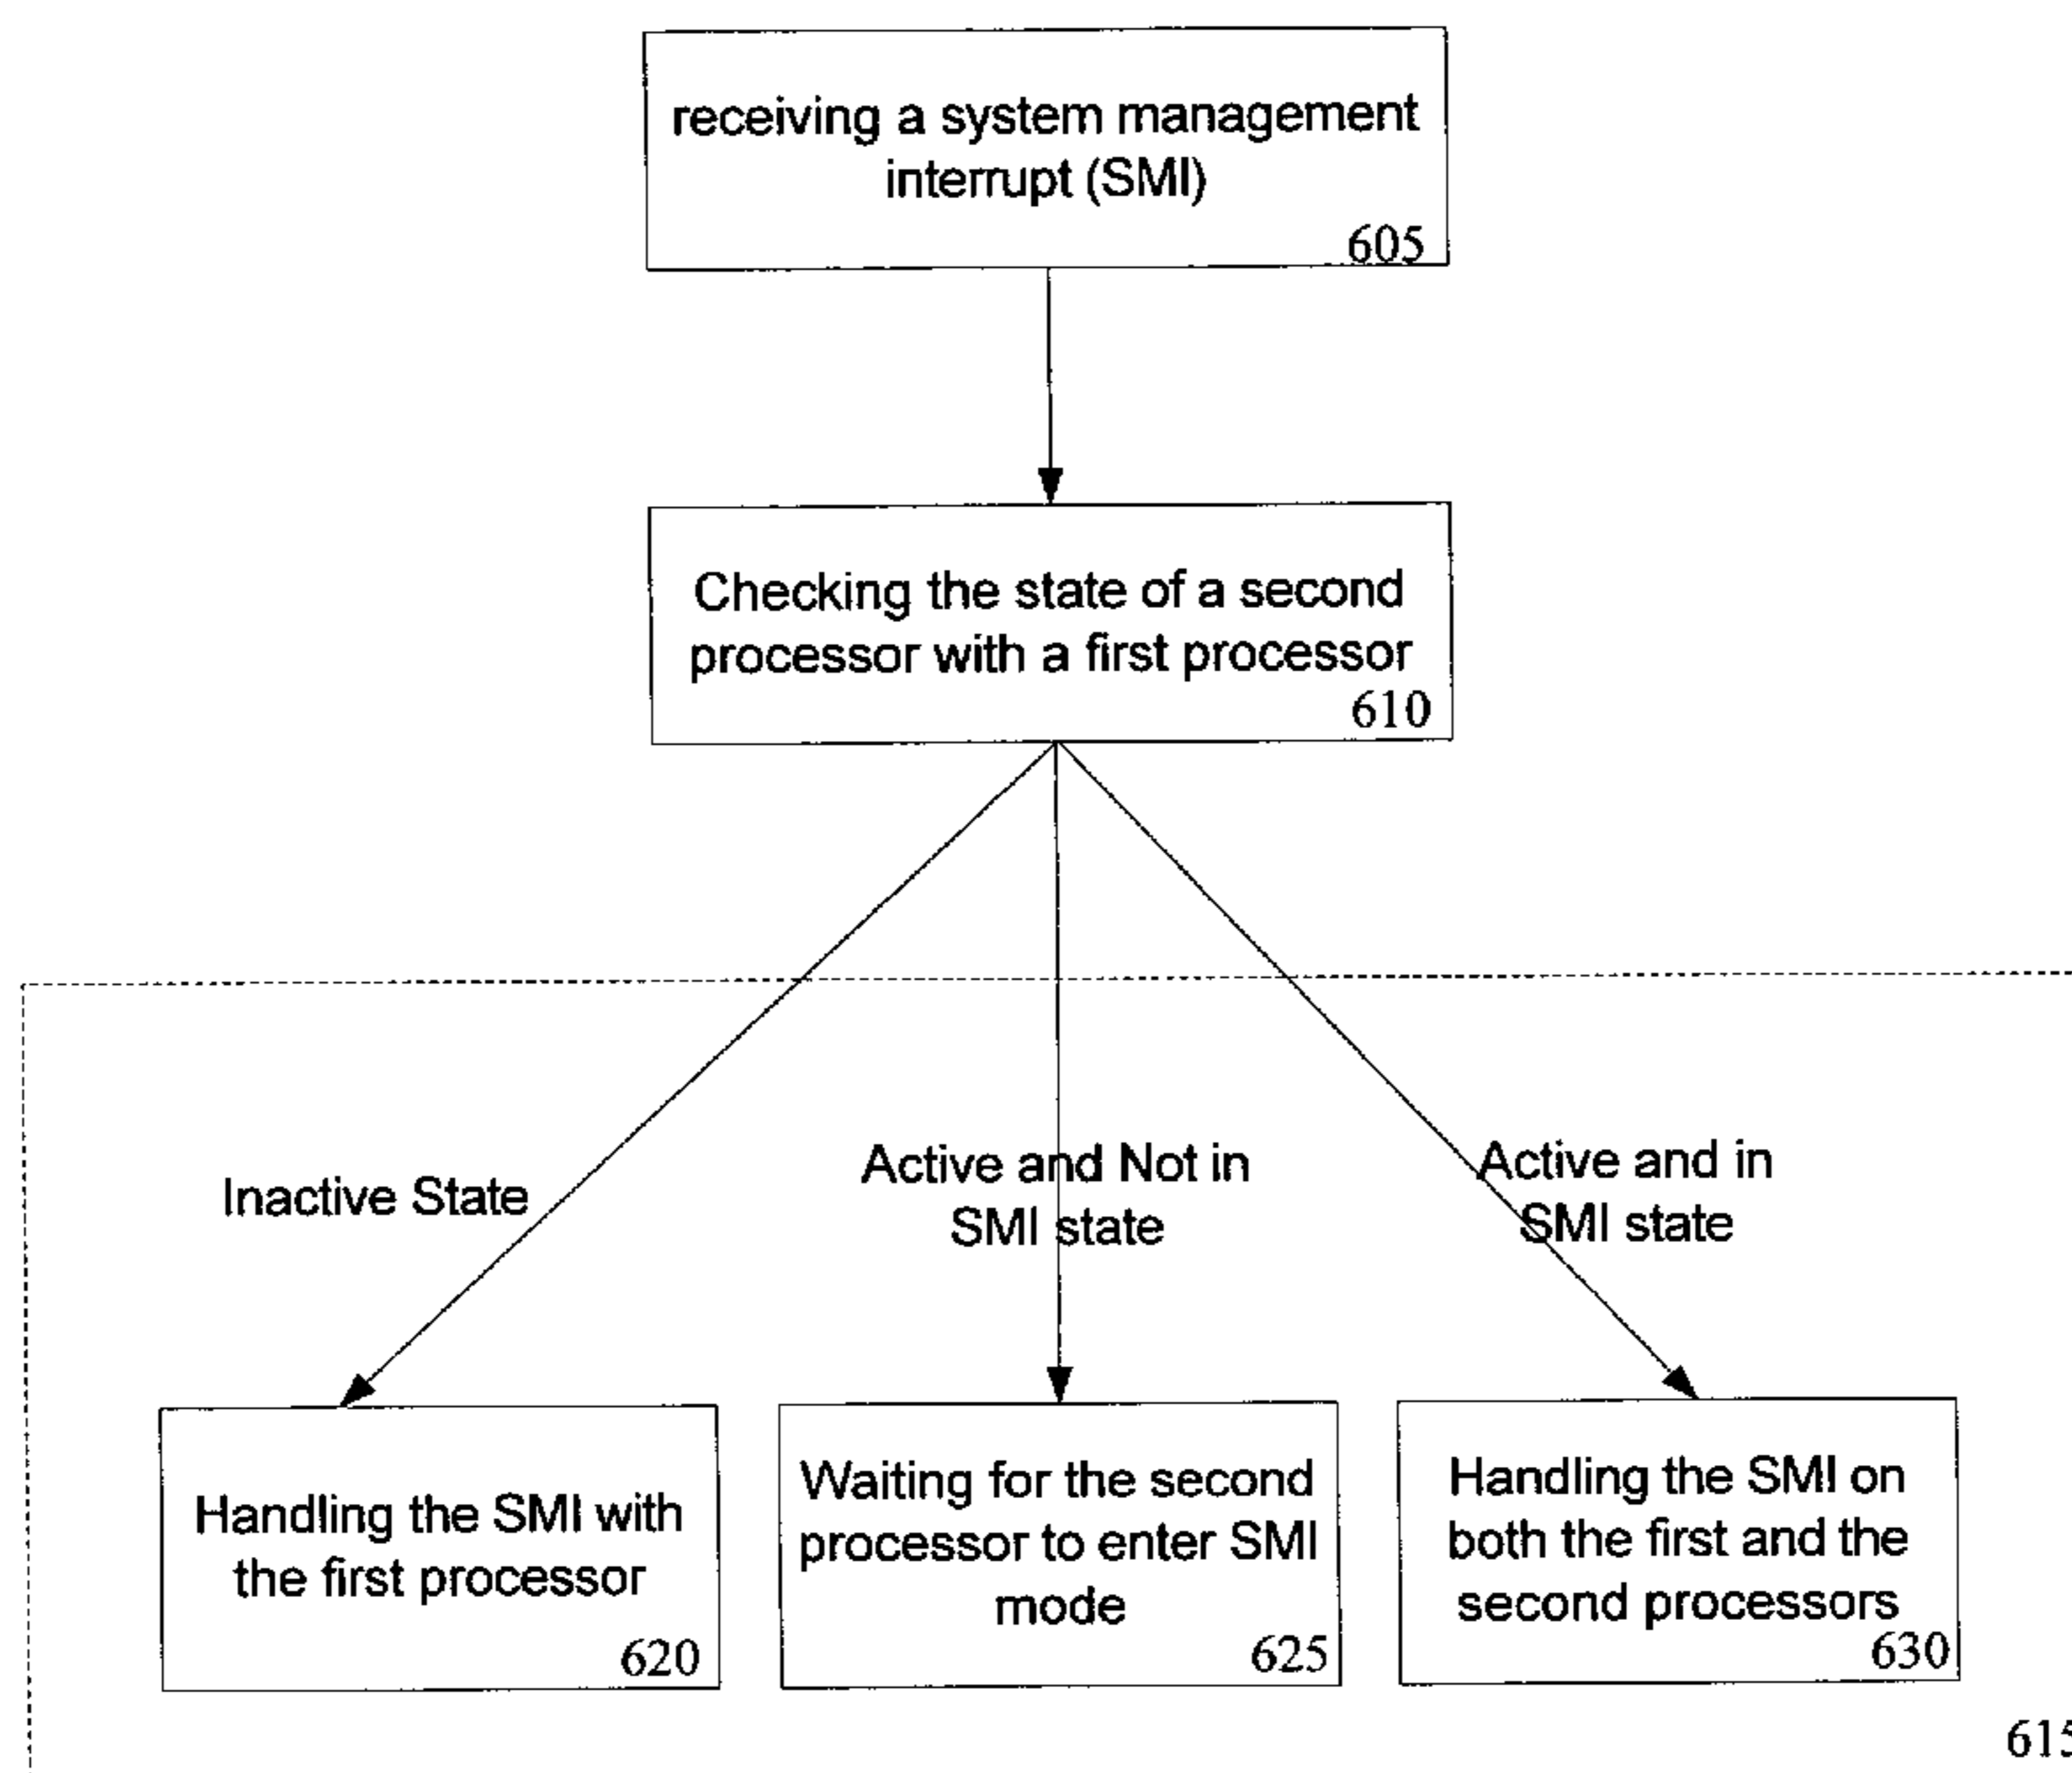 receiving a system management
interrupt (SMI)
605
Checking the state of a second
processor with a first processor
610
Inactive State
Active and Not in
SMI state
Active and in
SMI state
Handling the SMI with
the first processor
620
Waiting for the second
processor to enter SMI
mode
625
Handling the SMI on
both the first and the
second processors
630
615